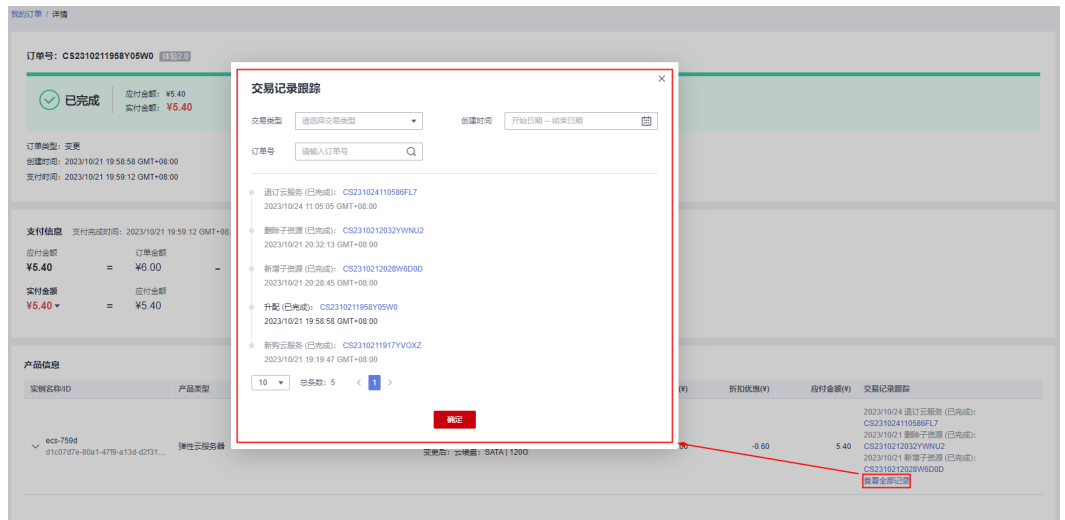 我的订单 / 详情
订单号: CS2310211958Y05W0 体验2.0
已完成
应付金额: ¥5.40
实付金额: ¥5.40
订单类型: 变更
创建时间: 2023/10/21 19:58:58 GMT+08:00
支付时间: 2023/10/21 19:59:12 GMT+08:00
支付信息 支付完成时间: 2023/10/21 19:59:12 GMT+08:
应付金额 订单金额
¥5.40 = ¥6.00 -
实付金额 应付金额
¥5.40 = ¥5.40
交易记录跟踪
交易类型 请选择交易类型 创建时间 开始日期 – 结束日期
订单号 请输入订单号
退订云服务 (已完成): CS231024110586FL7
2023/10/24 11:05:05 GMT+08:00
删除子资源 (已完成): CS2310212032YWNU2
2023/10/21 20:32:13 GMT+08:00
新增子资源 (已完成): CS2310212028W6D0D
2023/10/21 20:28:45 GMT+08:00
升配 (已完成): CS2310211958Y05W0
2023/10/21 19:58:58 GMT+08:00
新购云服务 (已完成): CS2310211917YVOXZ
2023/10/21 19:19:47 GMT+08:00
10 总条数: 5 < 1 >
确定
产品信息
实例名称/ID 产品类型 (¥) 折扣优惠(¥) 应付金额(¥) 交易记录跟踪
ecs-759d
d1c07d7e-80a1-47f9-a13d-d2f31...
弹性云服务器
变更后: 云硬盘: SATA | 120G
00 -0.60 5.40
2023/10/24 退订云服务 (已完成):
CS231024110586FL7
2023/10/21 删除子资源 (已完成):
CS2310212032YWNU2
2023/10/21 新增子资源 (已完成):
CS2310212028W6D0D
查看全部记录